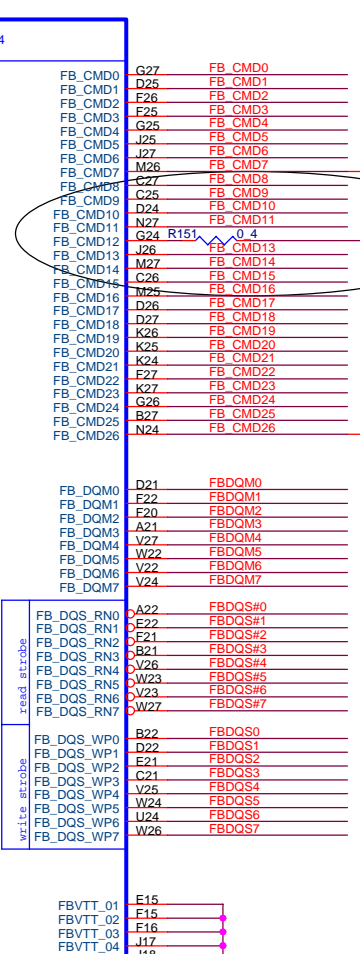 4
FB_CMD0 G27 FB_CMD0
FB_CMD1 D25 FB_CMD1
FB_CMD2 F26 FB_CMD2
FB_CMD3 F25 FB_CMD3
FB_CMD4 G25 FB_CMD4
FB_CMD5 J25 FB_CMD5
FB_CMD6 J27 FB_CMD6
FB_CMD7 M26 FB_CMD7
FB_CMD8 C27 FB_CMD8
FB_CMD9 C25 FB_CMD9
FB_CMD10 D24 FB_CMD10
FB_CMD11 N27 FB_CMD11
FB_CMD12 G24 R151 0_4
FB_CMD13 J26 FB_CMD13
FB_CMD14 M27 FB_CMD14
FB_CMD15 C26 FB_CMD15
FB_CMD16 M25 FB_CMD16
FB_CMD17 D26 FB_CMD17
FB_CMD18 D27 FB_CMD18
FB_CMD19 K26 FB_CMD19
FB_CMD20 K25 FB_CMD20
FB_CMD21 K24 FB_CMD21
FB_CMD22 F27 FB_CMD22
FB_CMD23 K27 FB_CMD23
FB_CMD24 G26 FB_CMD24
FB_CMD25 B27 FB_CMD25
FB_CMD26 N24 FB_CMD26
FB_DQM0 D21 FBDQM0
FB_DQM1 F22 FBDQM1
FB_DQM2 F20 FBDQM2
FB_DQM3 A21 FBDQM3
FB_DQM4 V27 FBDQM4
FB_DQM5 W22 FBDQM5
FB_DQM6 V22 FBDQM6
FB_DQM7 V24 FBDQM7
read strobe
FB_DQS_RN0 A22 FBDQS#0
FB_DQS_RN1 E22 FBDQS#1
FB_DQS_RN2 F21 FBDQS#2
FB_DQS_RN3 B21 FBDQS#3
FB_DQS_RN4 V26 FBDQS#4
FB_DQS_RN5 W23 FBDQS#5
FB_DQS_RN6 V23 FBDQS#6
FB_DQS_RN7 W27 FBDQS#7
write strobe
FB_DQS_WP0 B22 FBDQS0
FB_DQS_WP1 D22 FBDQS1
FB_DQS_WP2 E21 FBDQS2
FB_DQS_WP3 C21 FBDQS3
FB_DQS_WP4 V25 FBDQS4
FB_DQS_WP5 W24 FBDQS5
FB_DQS_WP6 U24 FBDQS6
FB_DQS_WP7 W26 FBDQS7
FBVTT_01 E15
FBVTT_02 F15
FBVTT_03 F16
FBVTT_04 J17
J18